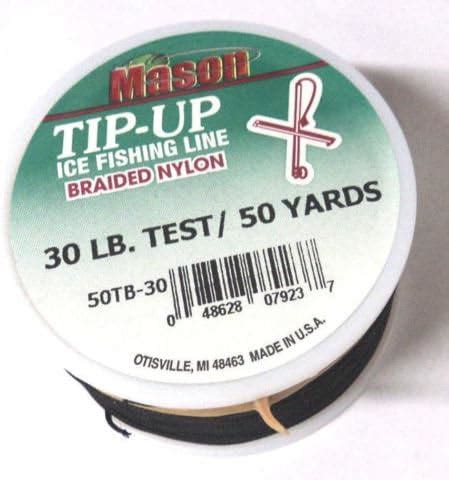 Mason
TIP-UP
ICE FISHING LINE
BRAIDED NYLON
30 LB. TEST/ 50 YARDS
50TB-30
0 48628 07923 7
OTISVILLE, MI 48463 MADE IN U.S.A.